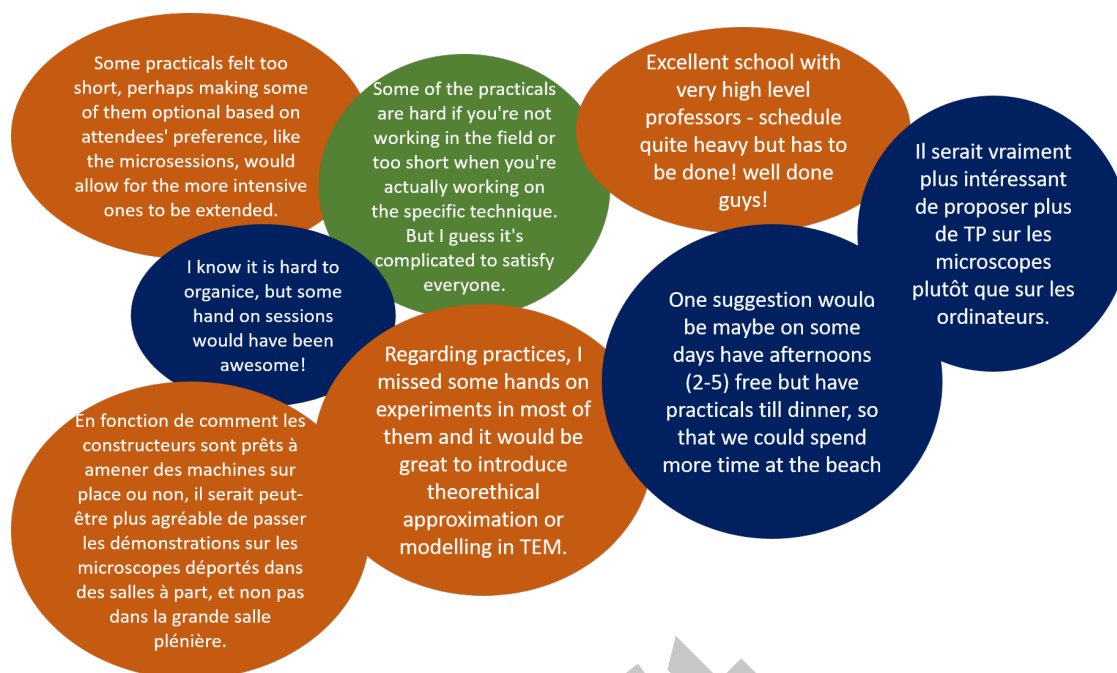 Some practicals felt too
short, perhaps making some
of them optional based on
attendees' preference, like
the microsessions, would
allow for the more intensive
ones to be extended.
Some of the practicals
are hard if you're not
working in the field or
too short when you're
actually working on
the specific technique.
But I guess it's
complicated to satisfy
everyone.
Excellent school with
very high level
professors - schedule
quite heavy but has to
be done! well done
guys!
Il serait vraiment
plus intéressant
de proposer plus
de TP sur les
microscopes
plutôt que sur les
ordinateurs.
I know it is hard to
organice, but some
hand on sessions
would have been
awesome!
Regarding practices, I
missed some hands on
experiments in most of
them and it would be
great to introduce
theorethical
approximation or
modelling in TEM.
One suggestion would
be maybe on some
days have afternoons
(2-5) free but have
practicals till dinner, so
that we could spend
more time at the beach
En fonction de comment les
constructeurs sont prêts à
amener des machines sur
place ou non, il serait peut-
être plus agréable de passer
les démonstrations sur les
microscopes déportés dans
des salles à part, et non pas
dans la grande salle
plénière.